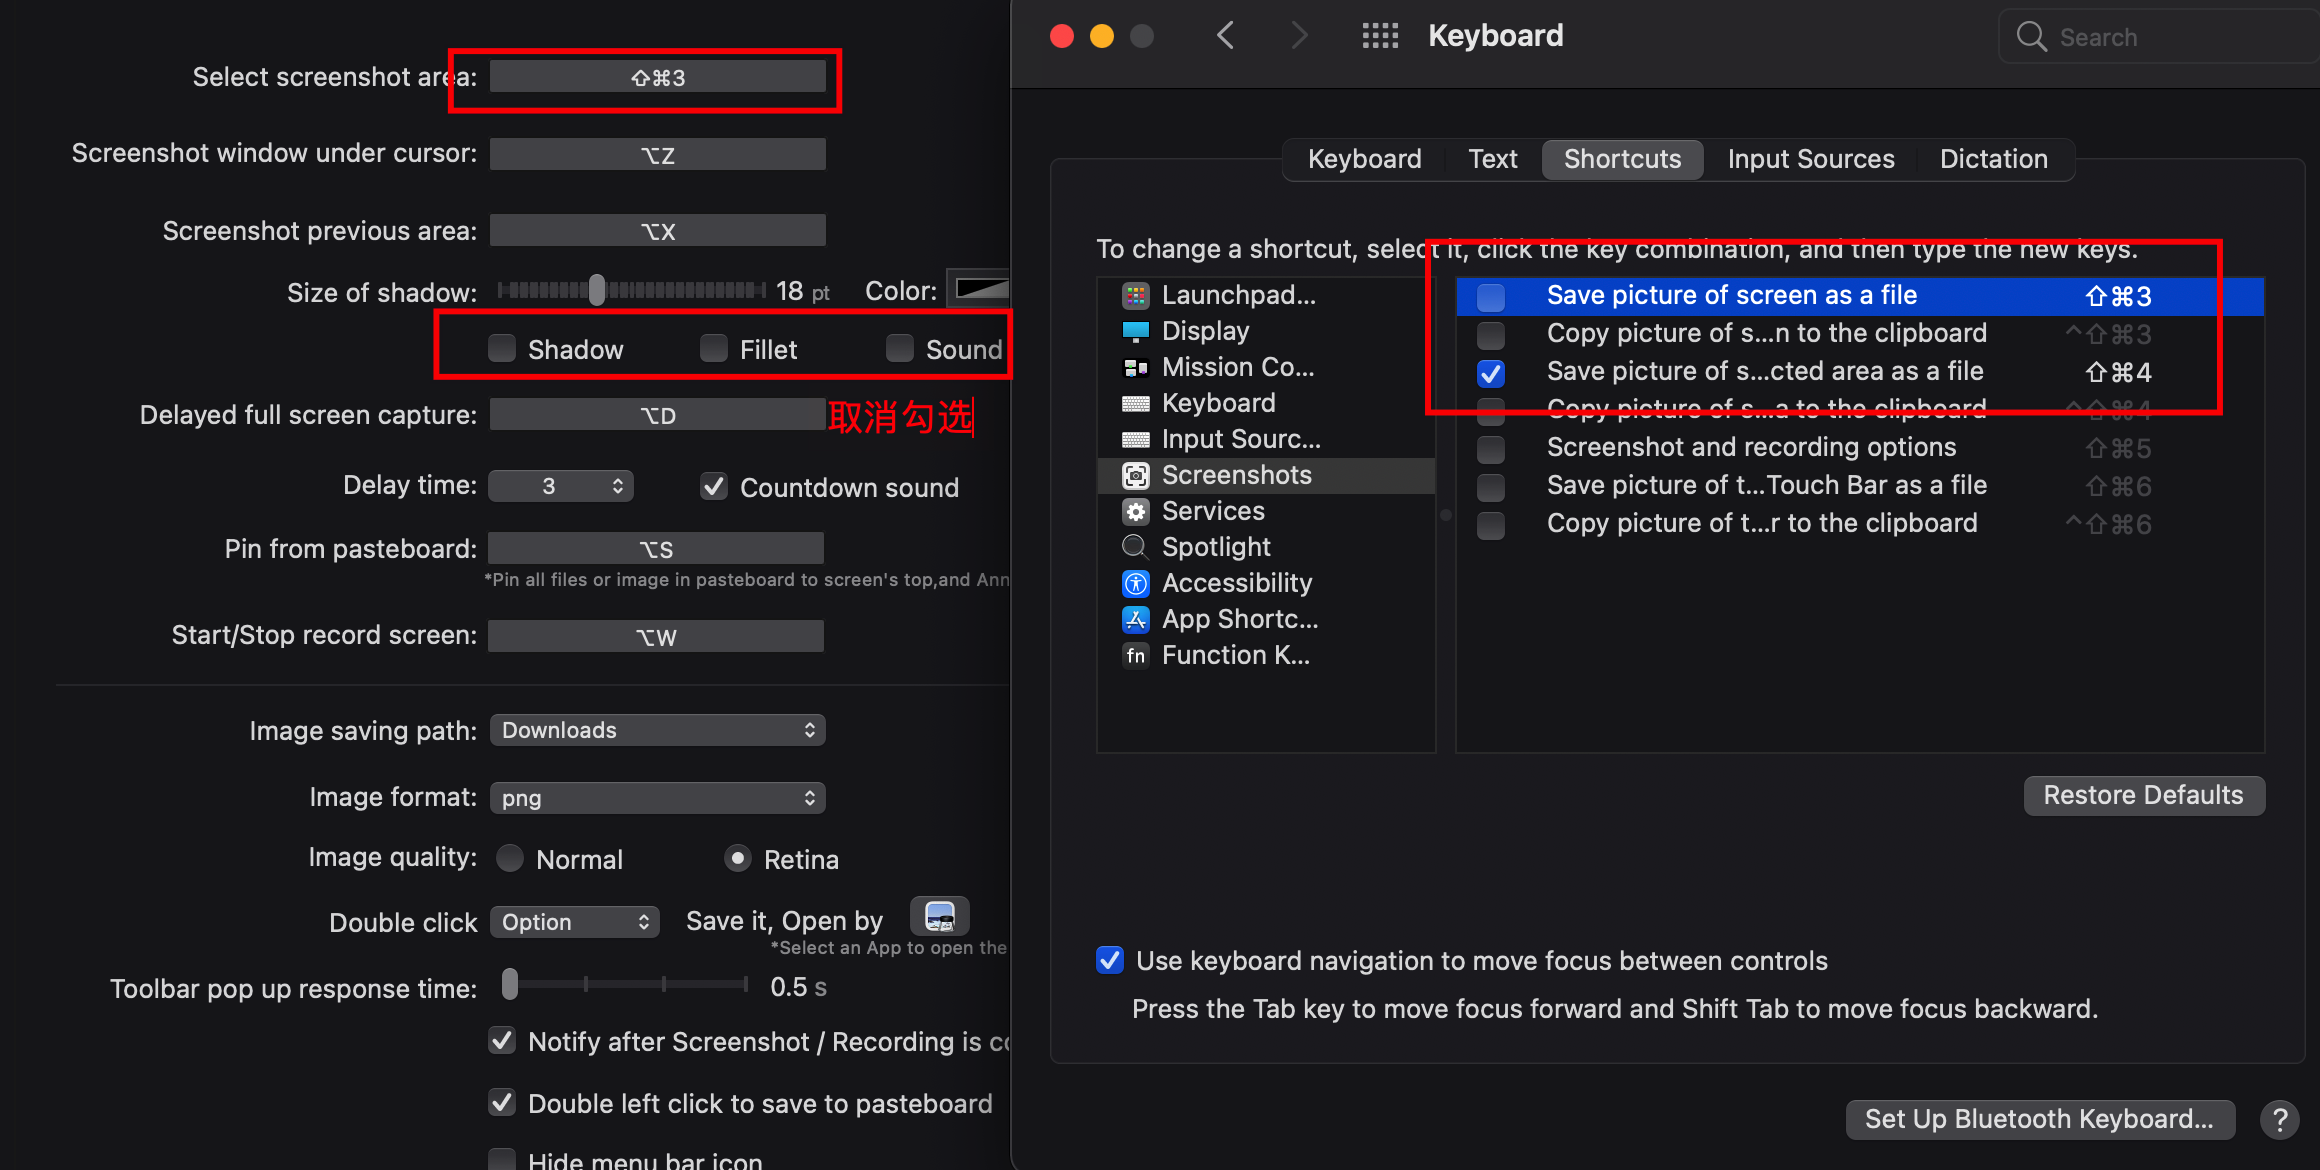 Select screenshot area:
⇧⌘3
Screenshot window under cursor:
⌥Z
Screenshot previous area:
⌥X
Size of shadow:
18 pt
Color:
Shadow
Fillet
Sound
Delayed full screen capture:
⌥D
取消勾选
Delay time:
3
Countdown sound
Pin from pasteboard:
⌥S
*Pin all files or image in pasteboard to screen's top,and Ann
Start/Stop record screen:
⌥W
Image saving path:
Downloads
Image format:
png
Image quality:
Normal
Retina
Double click
Option
Save it, Open by
*Select an App to open the
Toolbar pop up response time:
0.5 s
Notify after Screenshot / Recording is co
Double left click to save to pasteboard
Hide menu bar icon
Keyboard
Search
Keyboard
Text
Shortcuts
Input Sources
Dictation
To change a shortcut, select it, click the key combination, and then type the new keys.
Launchpad...
Display
Mission Co...
Keyboard
Input Sourc...
Screenshots
Services
Spotlight
Accessibility
App Shortc...
fn Function K...
Save picture of screen as a file ⇧⌘3
Copy picture of s...n to the clipboard ^⇧⌘3
Save picture of s...cted area as a file ⇧⌘4
Copy picture of s...a to the clipboard ^⇧⌘4
Screenshot and recording options ⇧⌘5
Save picture of t...Touch Bar as a file ⇧⌘6
Copy picture of t...r to the clipboard ^⇧⌘6
Restore Defaults
Use keyboard navigation to move focus between controls
Press the Tab key to move focus forward and Shift Tab to move focus backward.
Set Up Bluetooth Keyboard...
?